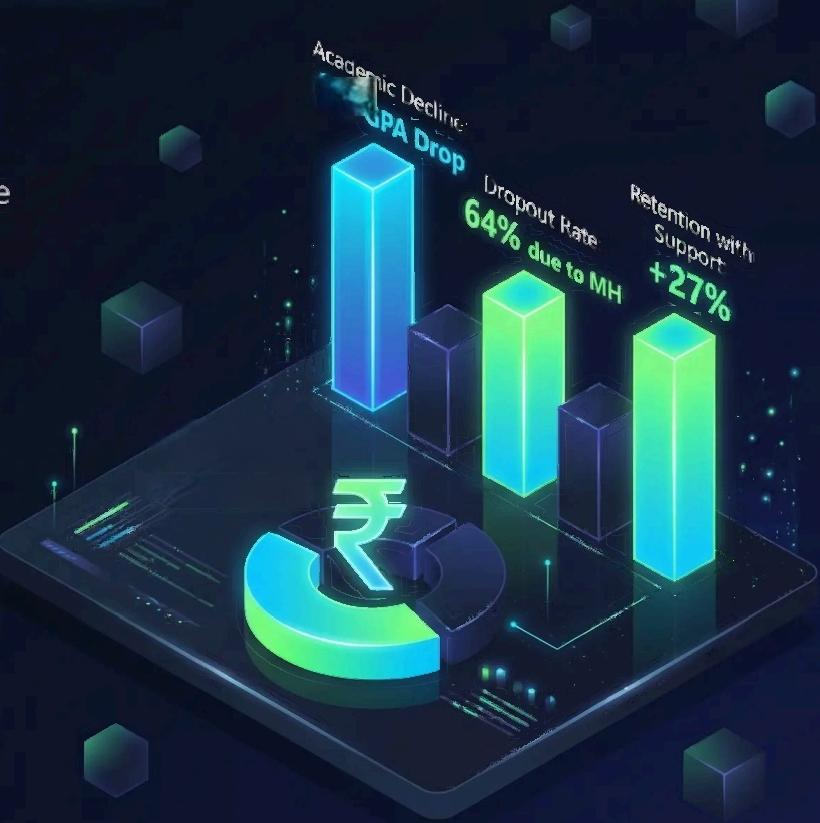 e
Academic Decline
GPA Drop
Dropout Rate
64% due to MH
Retention with
Support
+27%
₹